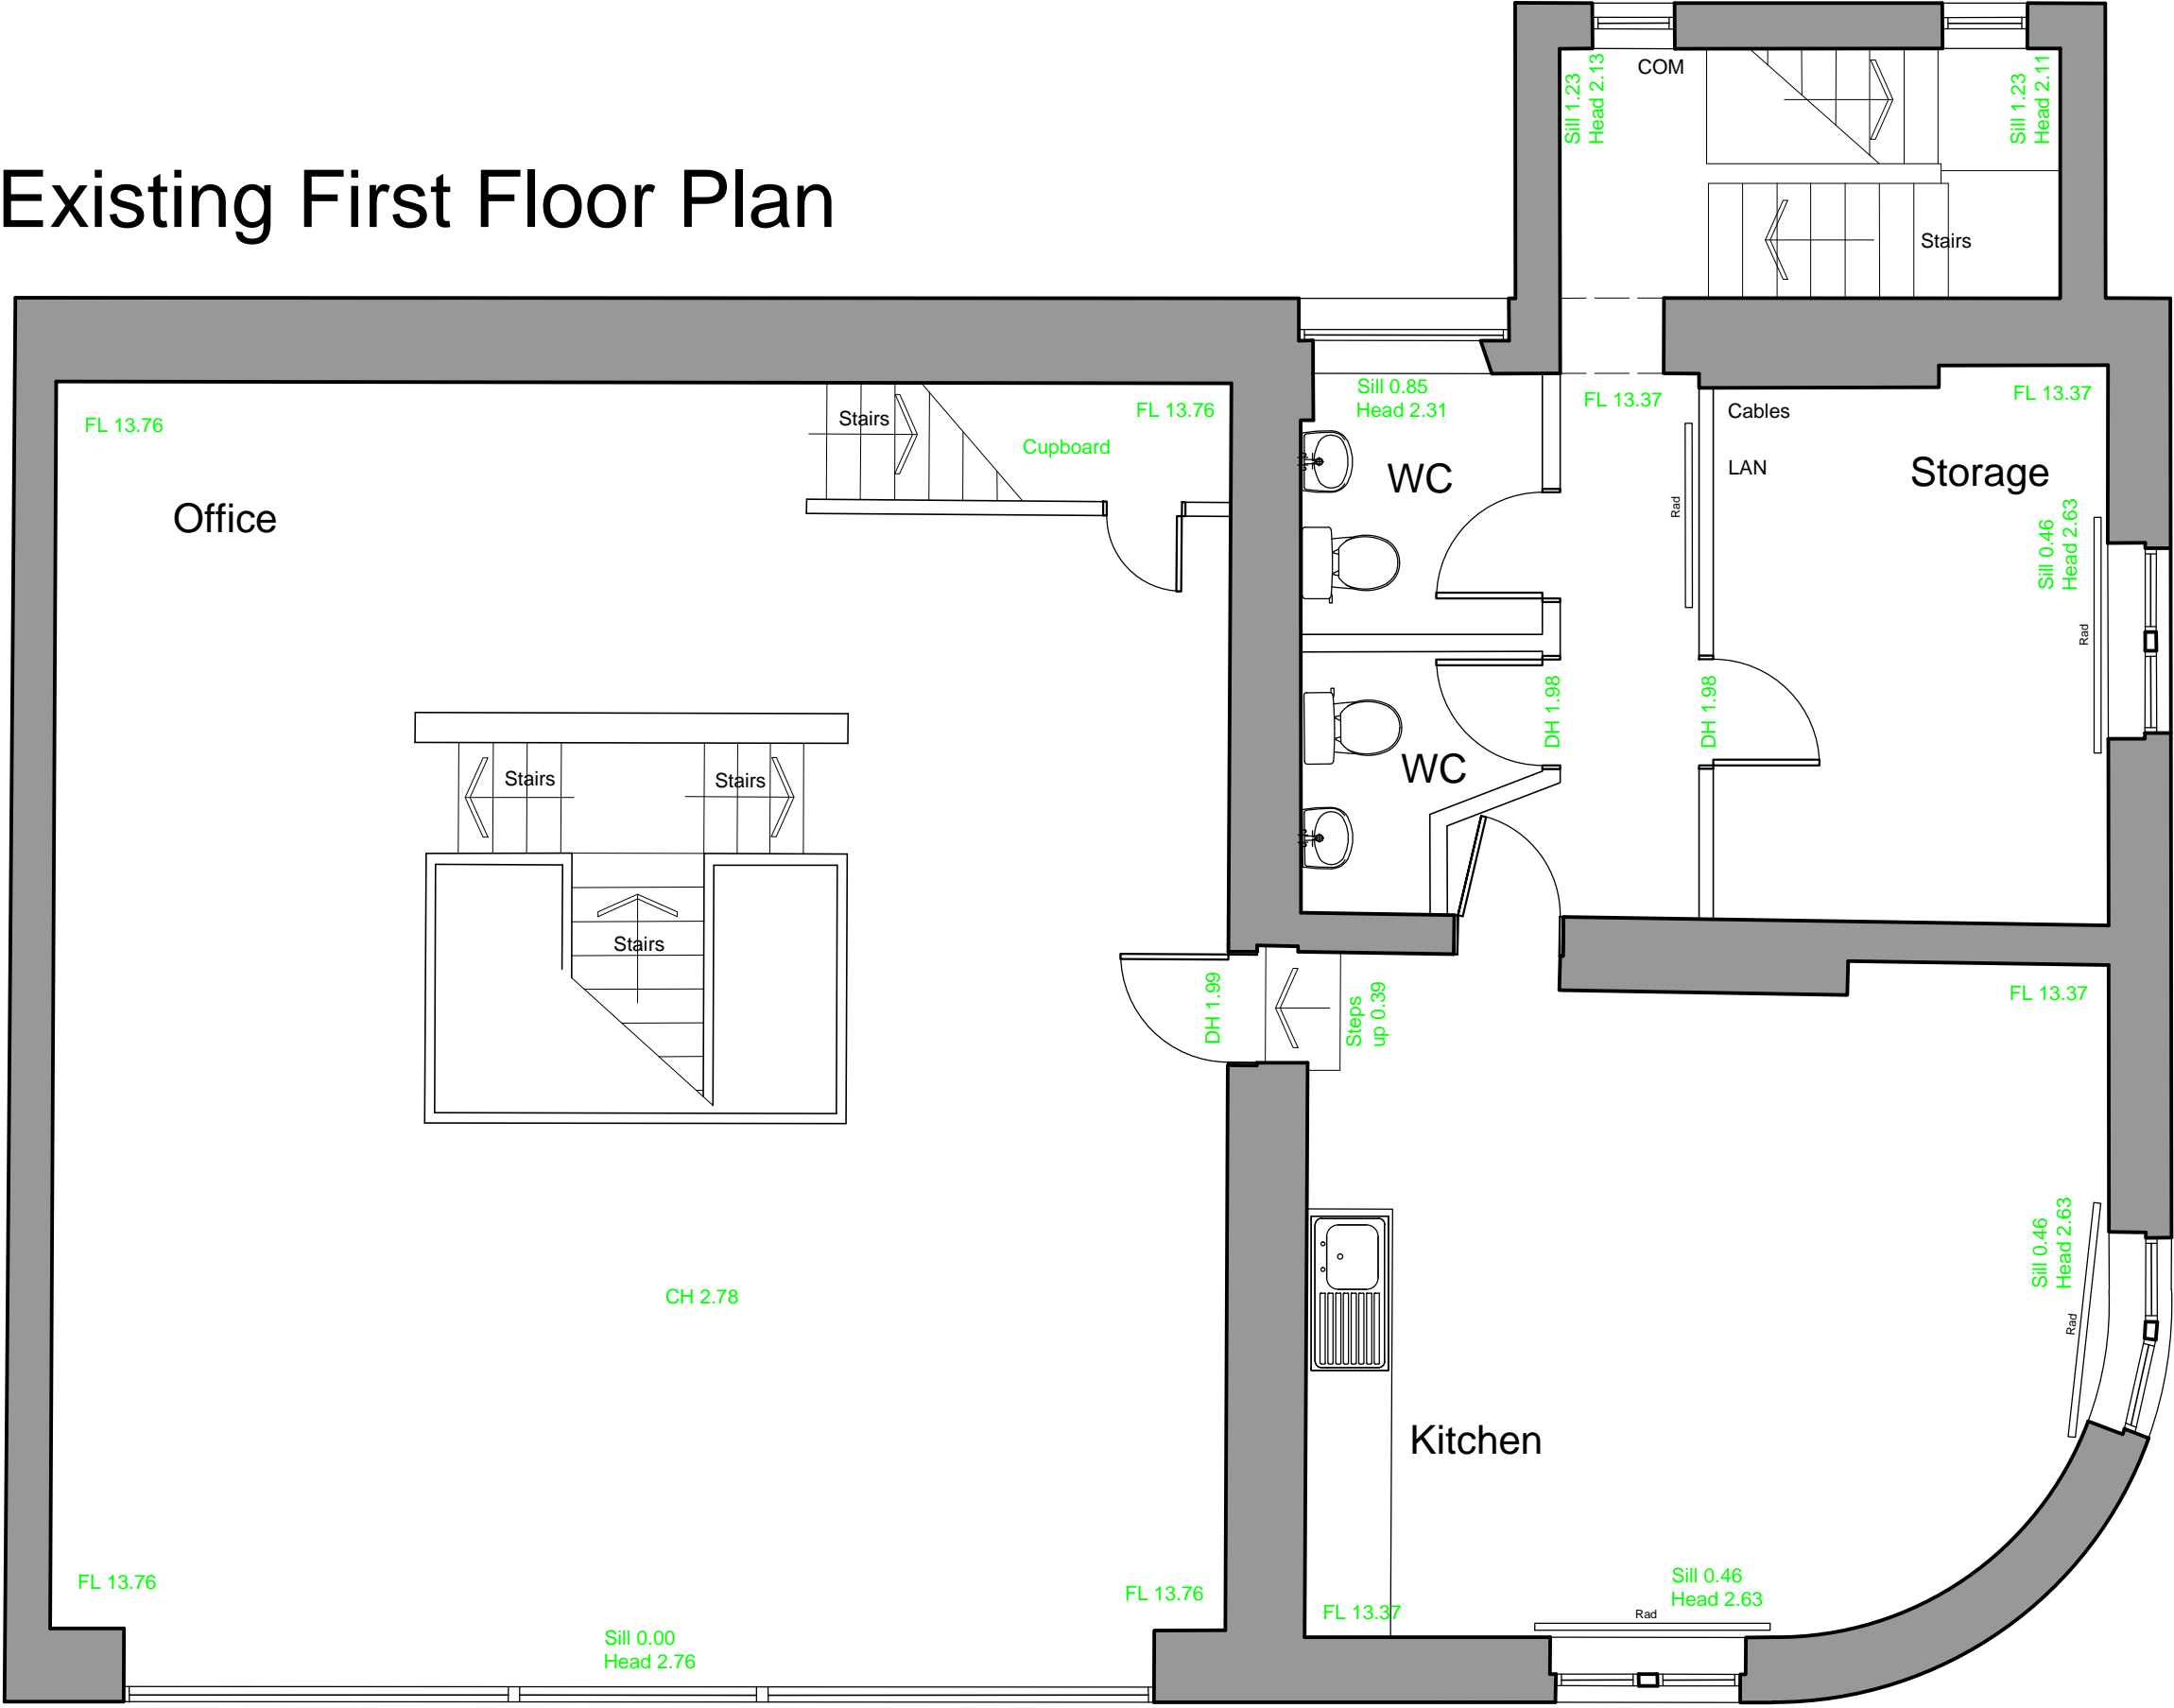 COM
Sill 1.23
Head 2.13
Sill 1.23
Head 2.11
Existing First Floor Plan
Stairs
FL 13.76
Stairs
FL 13.76
Cupboard
Office
Sill 0.85
Head 2.31
FL 13.37
Cables
FL 13.37
LAN
WC
Storage
Rad
Sill 0.46
Head 2.63
Rad
DH 1.98
DH 1.98
WC
Stairs
Stairs
Stairs
DH 1.99
Steps
up 0.39
FL 13.37
Sill 0.46
Head 2.63
Rad
CH 2.78
Kitchen
FL 13.76
FL 13.76
FL 13.37
Sill 0.46
Head 2.63
Rad
Sill 0.00
Head 2.76